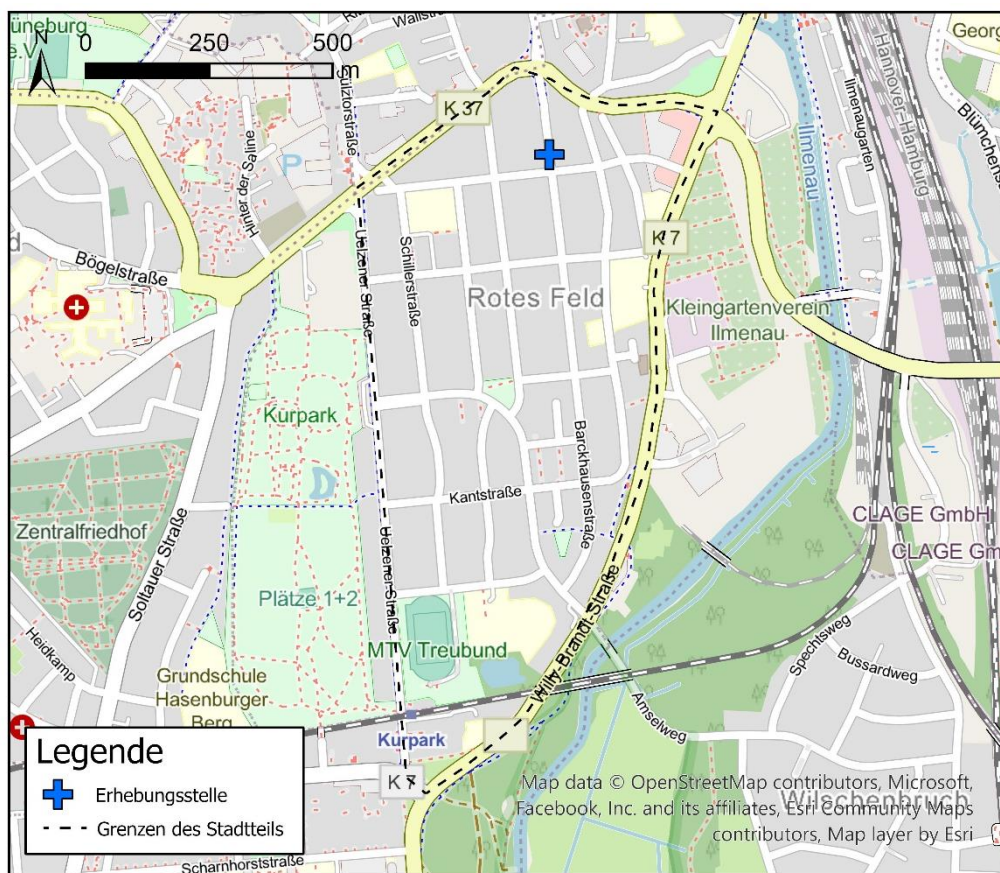 üneburg
e.V.
0 250 500
m
Wallstr
Sülztorstraße
K 37
Hinter der Saline
P
Ilmenau
Ilmenaugarten
Hannover-Hamburg
Georg
Blümchens
Bögelstraße
Uelzener Straße
Schillerstraße
K 7
Rotes Feld
Kleingartenverein
Ilmenau
Kurpark
Barckhausenstraße
Kantstraße
Zentralfriedhof
Soltauer Straße
Uelzener Straße
CLAGE GmbH
CLAGE Gm
Plätze 1+2
MTV Treubund
Willy-Brandt-Straße
Heidkamp
Spechtsweg
Bussardweg
Grundschule
Hasenburger
Berg
Amselweg
Kurpark
K 7
Legende
Erhebungsstelle
Grenzen des Stadtteils
Wilschenbruch
Map data © OpenStreetMap contributors, Microsoft,
Facebook, Inc. and its affiliates, Esri Community Maps
contributors, Map layer by Esri
Scharnhorststraße